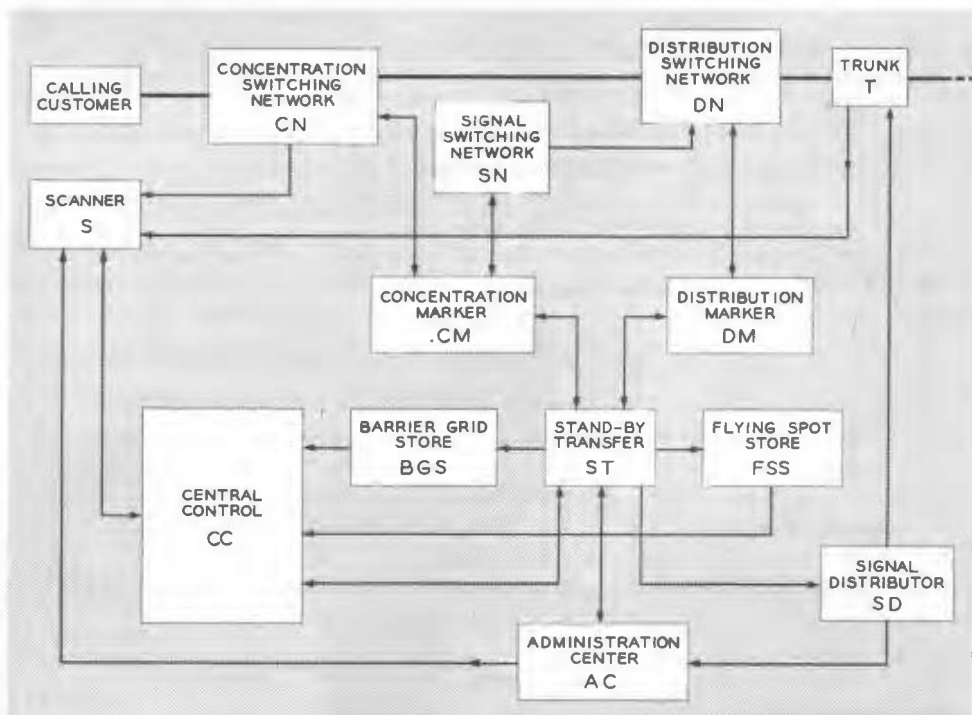 CALLING
CUSTOMER
CONCENTRATION
SWITCHING
NETWORK
CN
DISTRIBUTION
SWITCHING
NETWORK
DN
TRUNK
T
SIGNAL
SWITCHING
NETWORK
SN
SCANNER
S
CONCENTRATION
MARKER
.CM
DISTRIBUTION
MARKER
DM
CENTRAL
CONTROL
CC
BARRIER GRID
STORE
BGS
STAND-BY
TRANSFER
ST
FLYING SPOT
STORE
FSS
SIGNAL
DISTRIBUTOR
SD
ADMINISTRATION
CENTER
AC